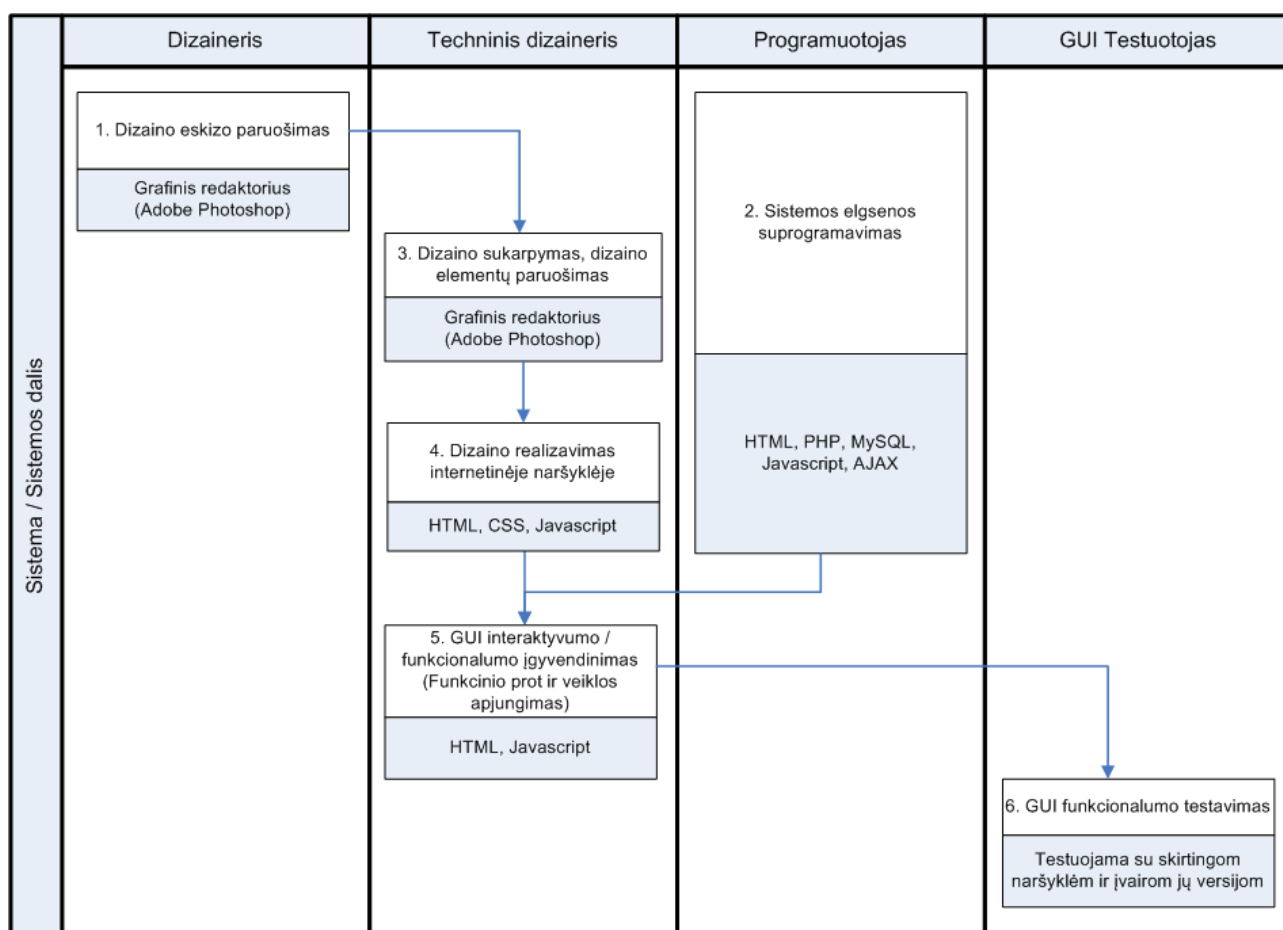 Dizaineris
Techninis dizaineris
Programuotojas
GUI Testuotojas
Sistema / Sistemos dalis
1. Dizaino eskizo paruošimas
Grafinis redaktorius
(Adobe Photoshop)
2. Sistemos elgsenos
suprogramavimas
HTML, PHP, MySQL,
Javascript, AJAX
3. Dizaino sukarpymas, dizaino
elementų paruošimas
Grafinis redaktorius
(Adobe Photoshop)
4. Dizaino realizavimas
internetinėje naršyklėje
HTML, CSS, Javascript
5. GUI interaktyvumo /
funkcionalumo įgyvendinimas
(Funkcinio prot ir veiklos
apjungimas)
HTML, Javascript
6. GUI funkcionalumo testavimas
Testuojama su skirtingom
naršyklėm ir įvairom jų versijom